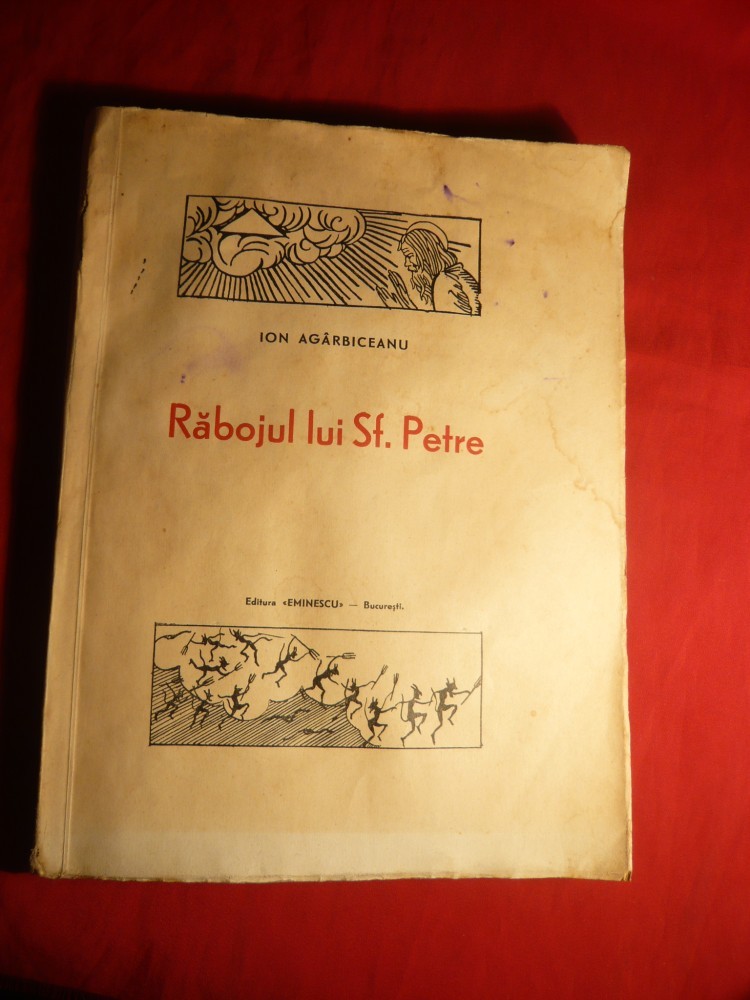 ION AGÂRBICEANU
Răbojul lui Sf. Petre
Editura «EMINESCU» — Bucureşti.